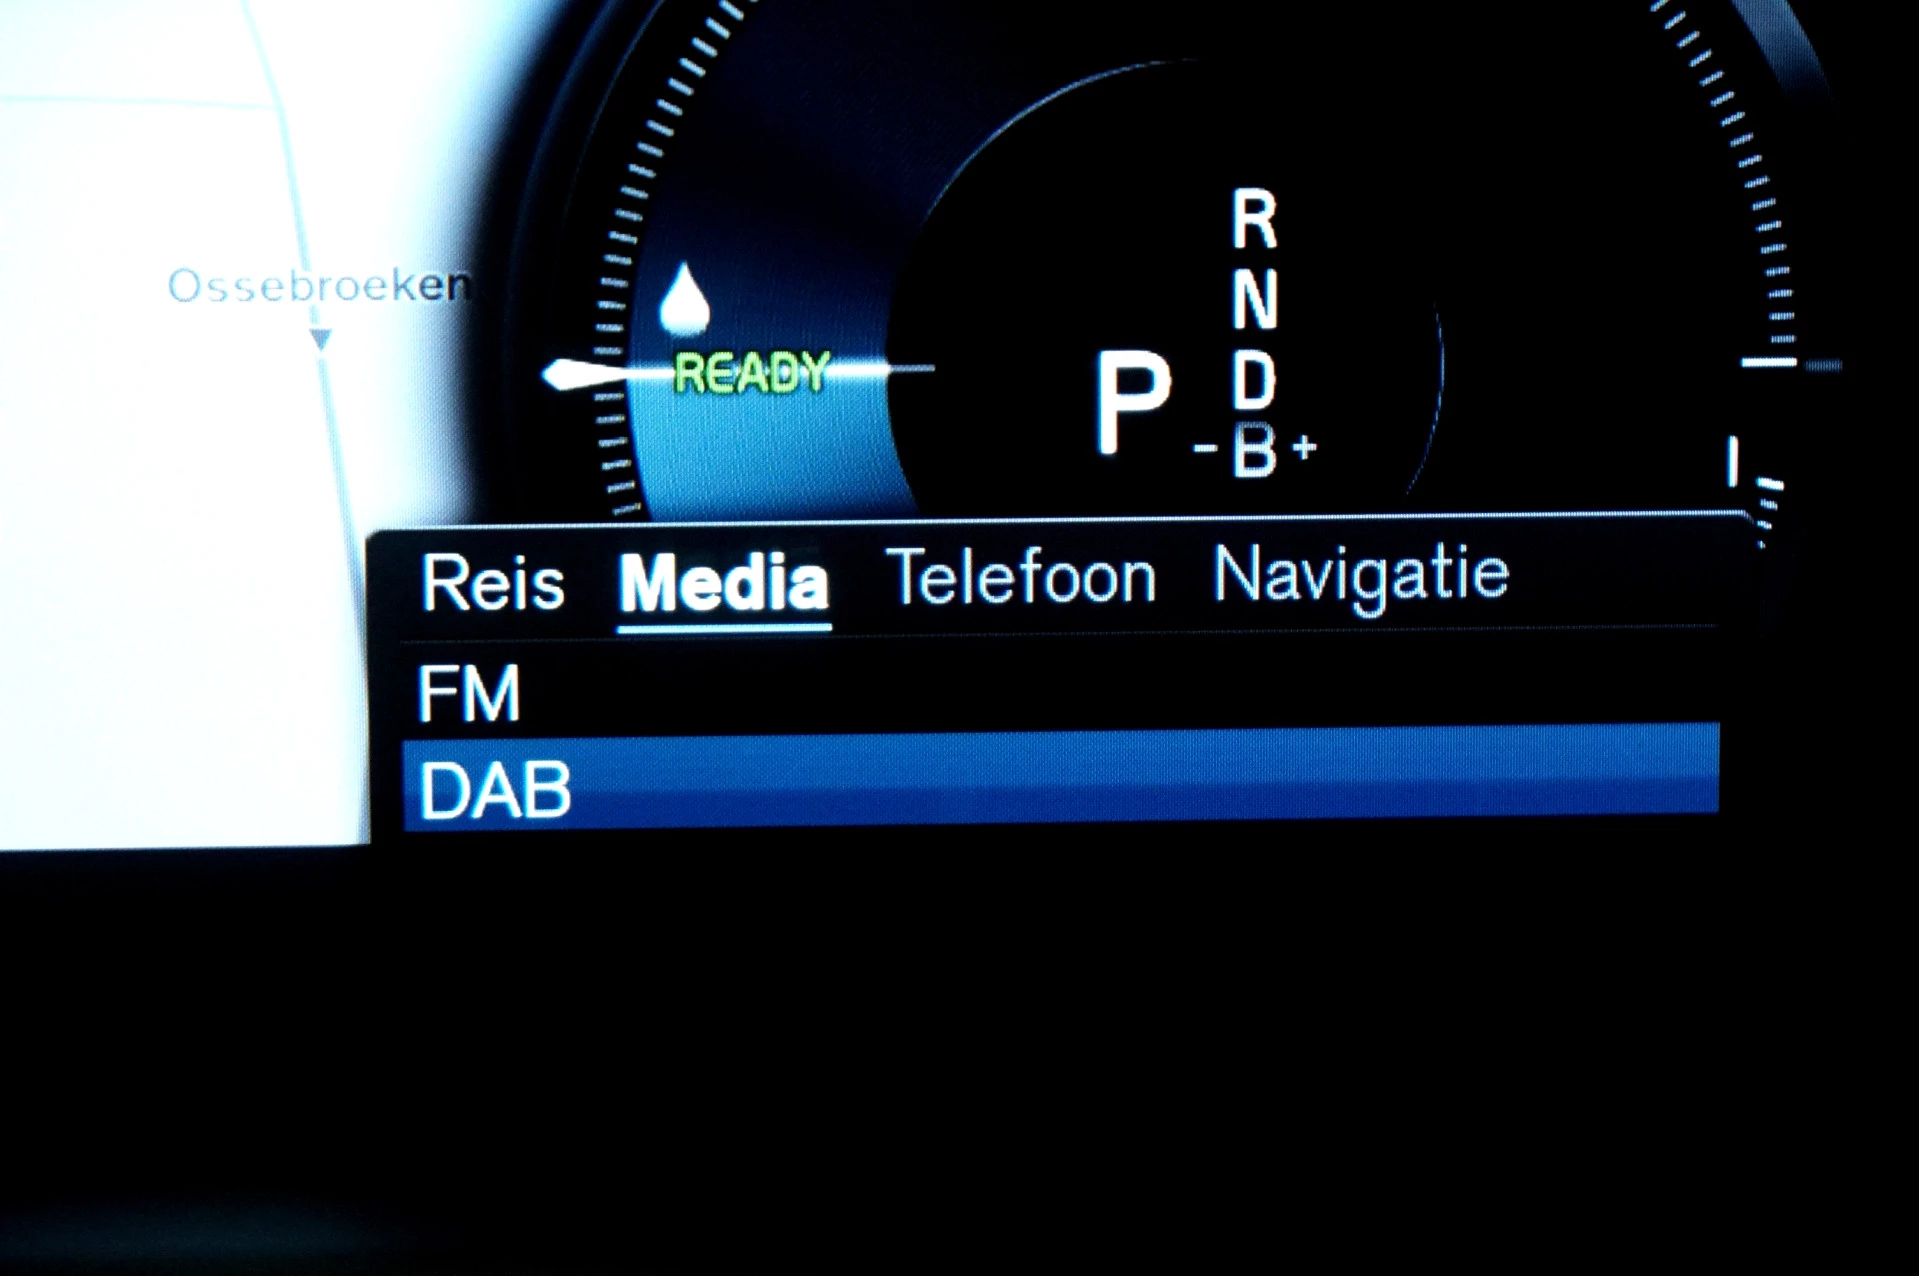 Ossebroeken
READY
R
N
D
P
- B +
Reis Media Telefoon Navigatie
FM
DAB